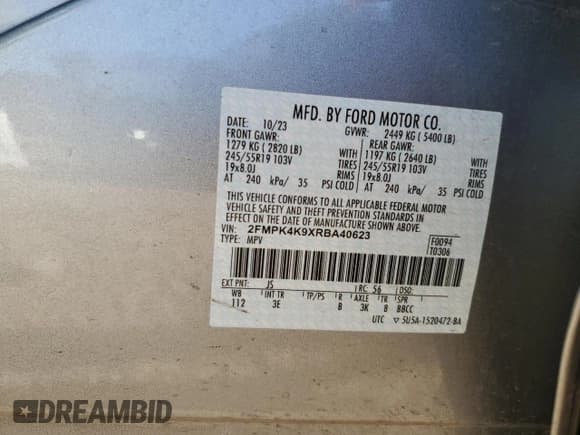 MFD. BY FORD MOTOR CO.
DATE: 10/23 GVWR: 2449 KG ( 5400 LB)
FRONT GAWR: REAR GAWR:
1279 KG ( 2820 LB) WITH 1197 KG ( 2640 LB) WITH
245/55R19 103V TIRES 245/55R19 103V TIRES
19x8.0J RIMS 19x8.0J RIMS
AT 240 kPa/ 35 PSI COLD AT 240 kPa/ 35 PSI COLD
THIS VEHICLE CONFORMS TO ALL APPLICABLE FEDERAL MOTOR
VEHICLE SAFETY AND THEFT PREVENTION STANDARDS IN
EFFECT ON THE DATE OF MANUFACTURE SHOWN ABOVE.
VIN: 2FMPK4K9XRBA40623 F0094
TYPE: MPV T0306
EXT PNT: JS RC: 56 DSO:
WB INT TR TP/PS R AXLE TR SPR
112 3E B 3K 8 BBCC
UTC ▽ 5U5A-1520472-BA
DREAMBID